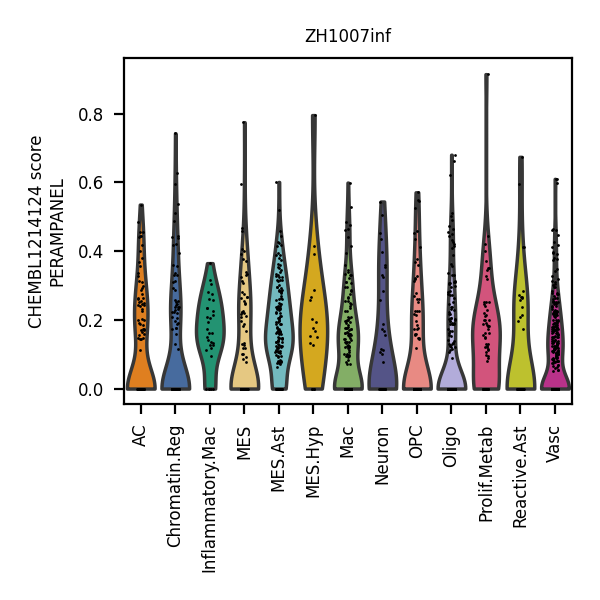 ZH1007inf
CHEMBL1214124 score
PERAMPANEL
0.8
0.6
0.4
0.2
0.0
AC
Chromatin.Reg
Inflammatory.Mac
MES
MES.Ast
MES.Hyp
Mac
Neuron
OPC
Oligo
Prolif.Metab
Reactive.Ast
Vasc